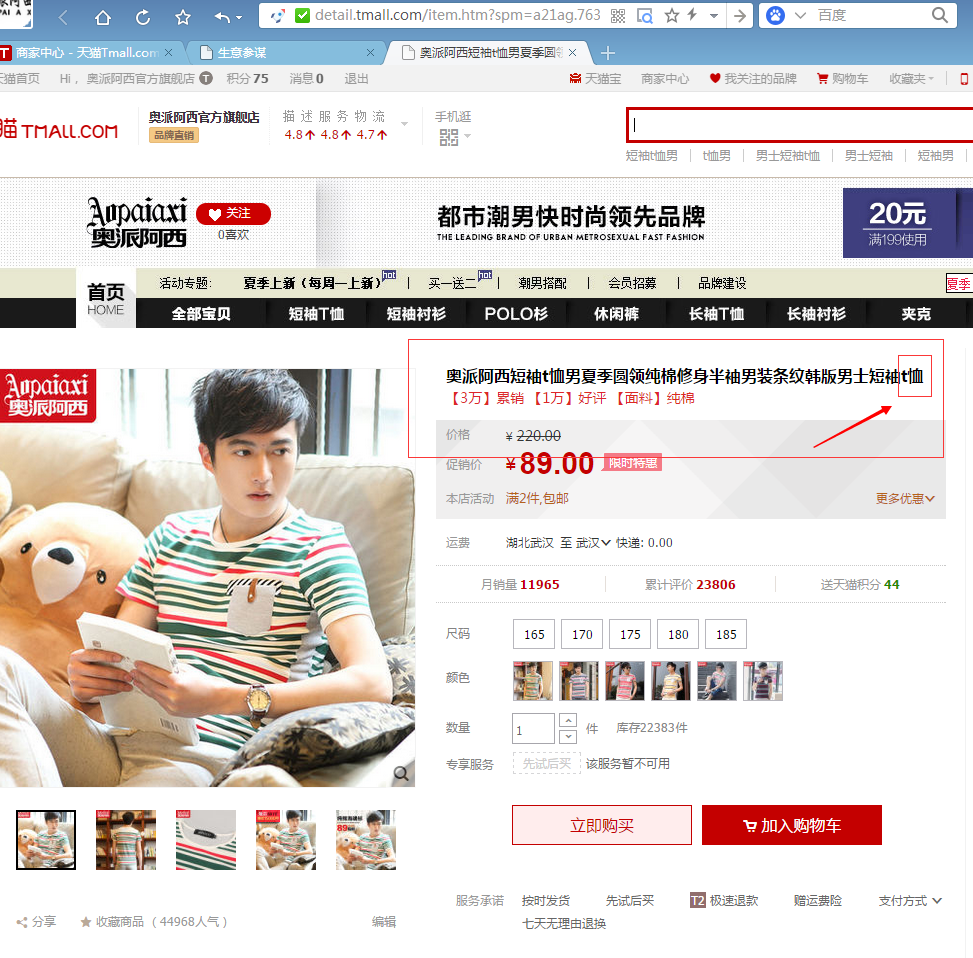 detail.tmall.com/item.htm?spm=a21ag.763
百度
商家中心 - 天猫Tmall.com
生意参谋
奥派阿西短袖t恤男夏季圆领
天猫首页 Hi， 奥派阿西官方旗舰店 T 积分 75 消息 0 退出 天猫宝 商家中心 我关注的品牌 购物车 收藏夹
猫 TMALL.COM
奥派阿西官方旗舰店
品牌直销
描 述 服 务 物 流
4.8 4.8 4.7
手机逛
短袖t恤男 t恤男 男士短袖t恤 男士短袖 短袖男
Aopaiaxi
奥派阿西
关注
0喜欢
都市潮男快时尚领先品牌
THE LEADING BRAND OF URBAN METROSEXUAL FAST FASHION
20元
满199使用
首页
HOME
活动专题: 夏季上新（每周一上新） hot 买一送二 hot 潮男搭配 会员招募 品牌建设 夏季
全部宝贝 短袖T恤 短袖衬衫 POLO衫 休闲裤 长袖T恤 长袖衬衫 夹克
Aopaiaxi
奥派阿西
奥派阿西短袖t恤男夏季圆领纯棉修身半袖男装条纹韩版男士短袖t恤
【3万】累销 【1万】好评 【面料】纯棉
价格 ¥ 220.00
促销价 ¥ 89.00 限时特惠
本店活动 满2件,包邮 更多优惠
运费 湖北武汉 至 武汉 快递: 0.00
月销量 11965 累计评价 23806 送天猫积分 44
尺码 165 170 175 180 185
颜色
数量 1 件 库存22383件
专享服务 先试后买 该服务暂不可用
立即购买 加入购物车
服务承诺 按时发货 先试后买 T2 极速退款 赠运费险 支付方式
七天无理由退换
分享 收藏商品 （ 44968人气 ） 编辑